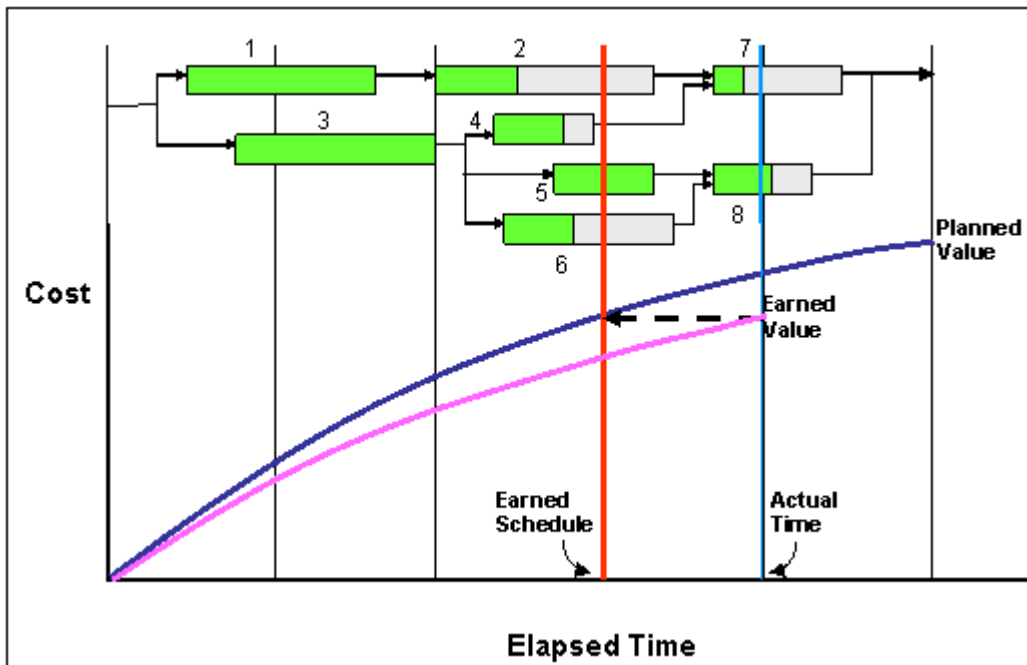 1
2
7
3
4
5
8
6
Planned
Value
Cost
Earned
Value
Earned
Schedule
Actual
Time
Elapsed Time